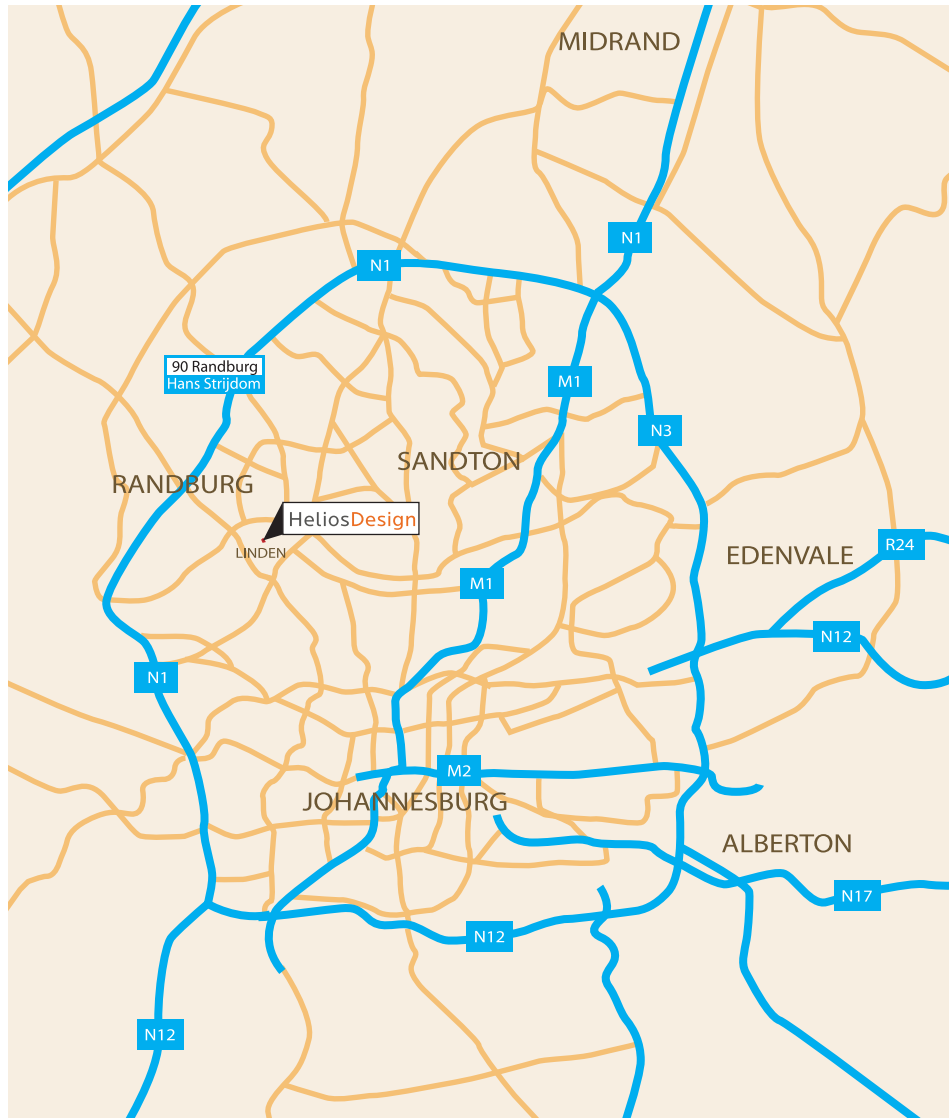 MIDRAND
N1
N1
90 Randburg
Hans Strijdom
M1
N3
SANDTON
RANDBURG
HeliosDesign
LINDEN
R24
EDENVALE
M1
N12
N1
M2
JOHANNESBURG
ALBERTON
N17
N12
N12